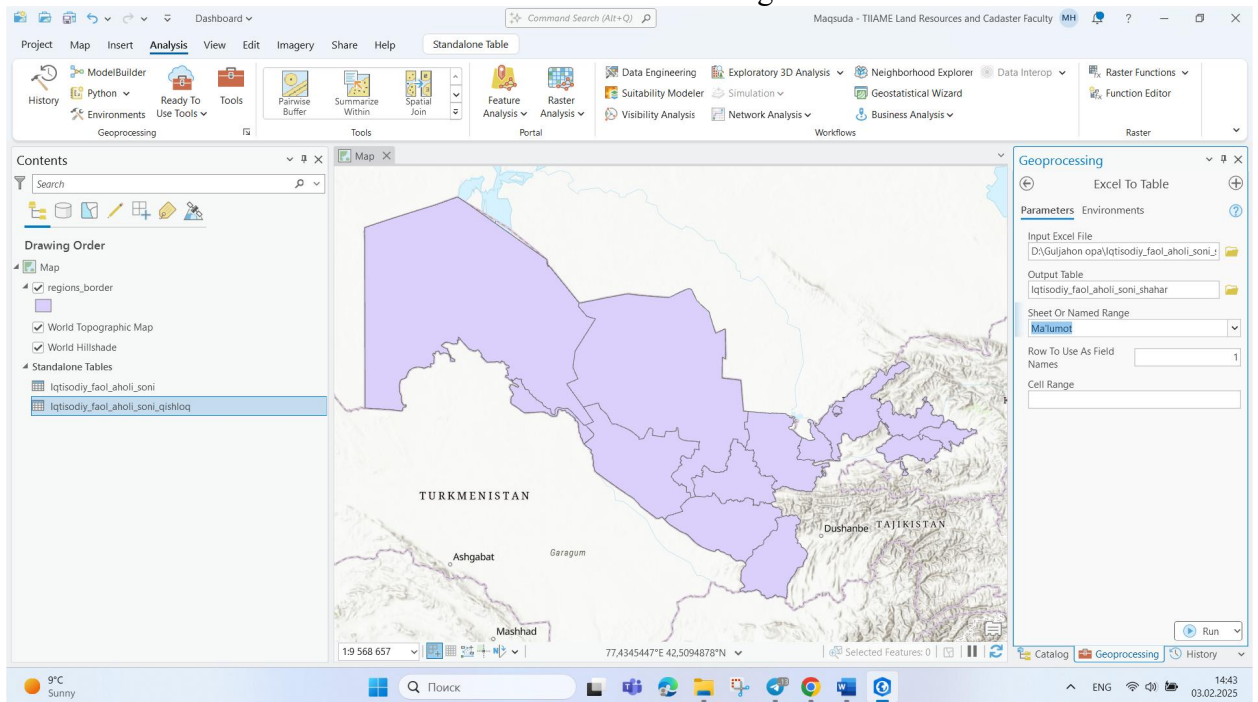 Dashboard
Command Search (Alt+Q)
Maqsuda - TIIAME Land Resources and Cadaster Faculty
MH
?
Project Map Insert Analysis View Edit Imagery Share Help Standalone Table
History
ModelBuilder
Python
Environments
Ready To Use Tools
Tools
Geoprocessing
Pairwise Buffer
Summarize Within
Spatial Join
Tools
Feature Analysis
Raster Analysis
Portal
Data Engineering
Suitability Modeler
Visibility Analysis
Exploratory 3D Analysis
Simulation
Network Analysis
Neighborhood Explorer
Geostatistical Wizard
Business Analysis
Data Interop
Workflows
Raster Functions
Function Editor
Raster
Contents
Search
Drawing Order
Map
regions_border
World Topographic Map
World Hillshade
Standalone Tables
Iqtisodiy_faol_aholi_soni
Iqtisodiy_faol_aholi_soni_qishloq
Map
TURKMENISTAN
Ashgabat
Garagum
Mashhad
Dushanbe
TAJIKISTAN
1:9 568 657
77,4345447°E 42,5094878°N
Selected Features: 0
Geoprocessing
Excel To Table
Parameters Environments
Input Excel File
D:\Guljahon opa\Iqtisodiy_faol_aholi_soni_s
Output Table
Iqtisodiy_faol_aholi_soni_shahar
Sheet Or Named Range
Ma'lumot
Row To Use As Field Names
1
Cell Range
Run
Catalog Geoprocessing History
9°C
Sunny
Поиск
ENG
14:43
03.02.2025